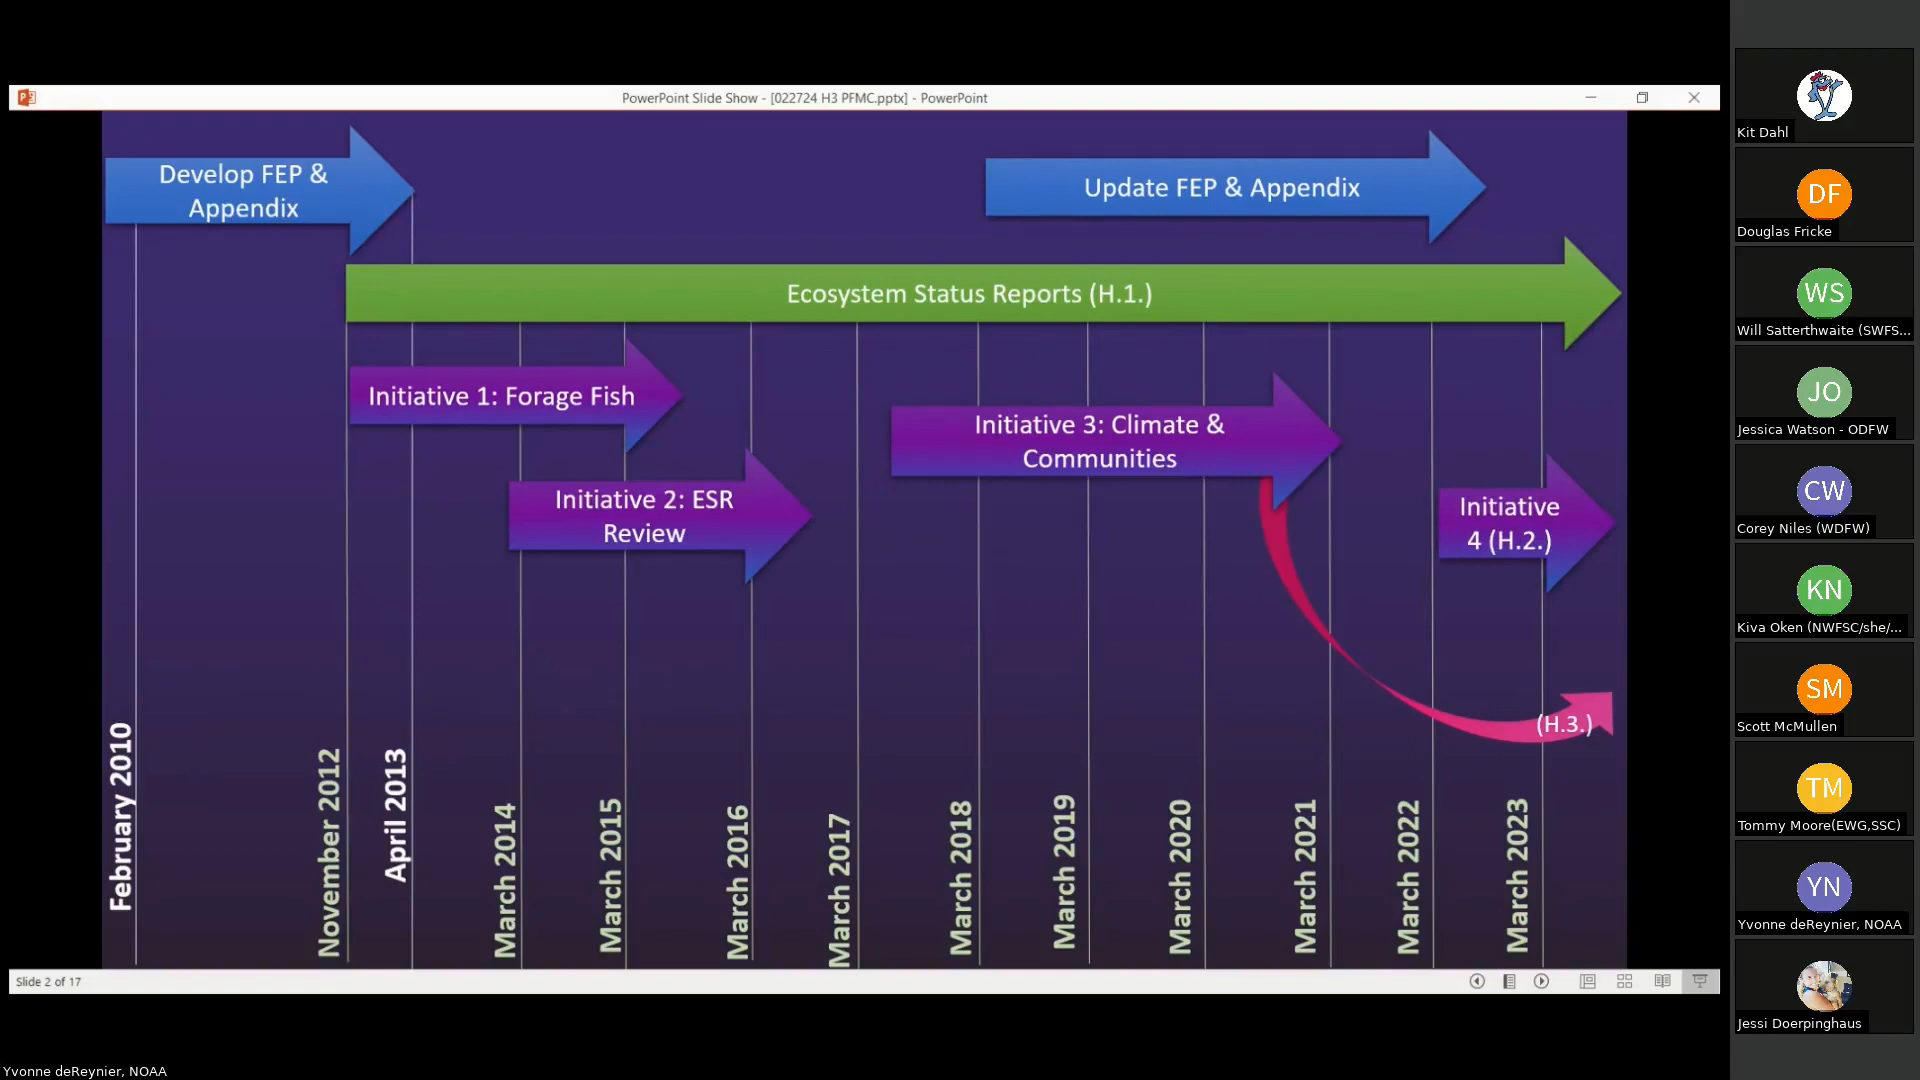 PowerPoint Slide Show - [022724 H3 PFMC.pptx] - PowerPoint
Develop FEP &
Appendix
Update FEP & Appendix
Ecosystem Status Reports (H.1.)
Initiative 1: Forage Fish
Initiative 3: Climate &
Communities
Initiative 2: ESR
Review
Initiative
4 (H.2.)
(H.3.)
February 2010
November 2012
April 2013
March 2014
March 2015
March 2016
March 2017
March 2018
March 2019
March 2020
March 2021
March 2022
March 2023
Slide 2 of 17
Yvonne deReynier, NOAA
Kit Dahl
DF
Douglas Fricke
WS
Will Satterthwaite (SWFS...
JO
Jessica Watson - ODFW
CW
Corey Niles (WDFW)
KN
Kiva Oken (NWFSC/she/...
SM
Scott McMullen
TM
Tommy Moore(EWG,SSC)
YN
Yvonne deReynier, NOAA
Jessi Doerpinghaus